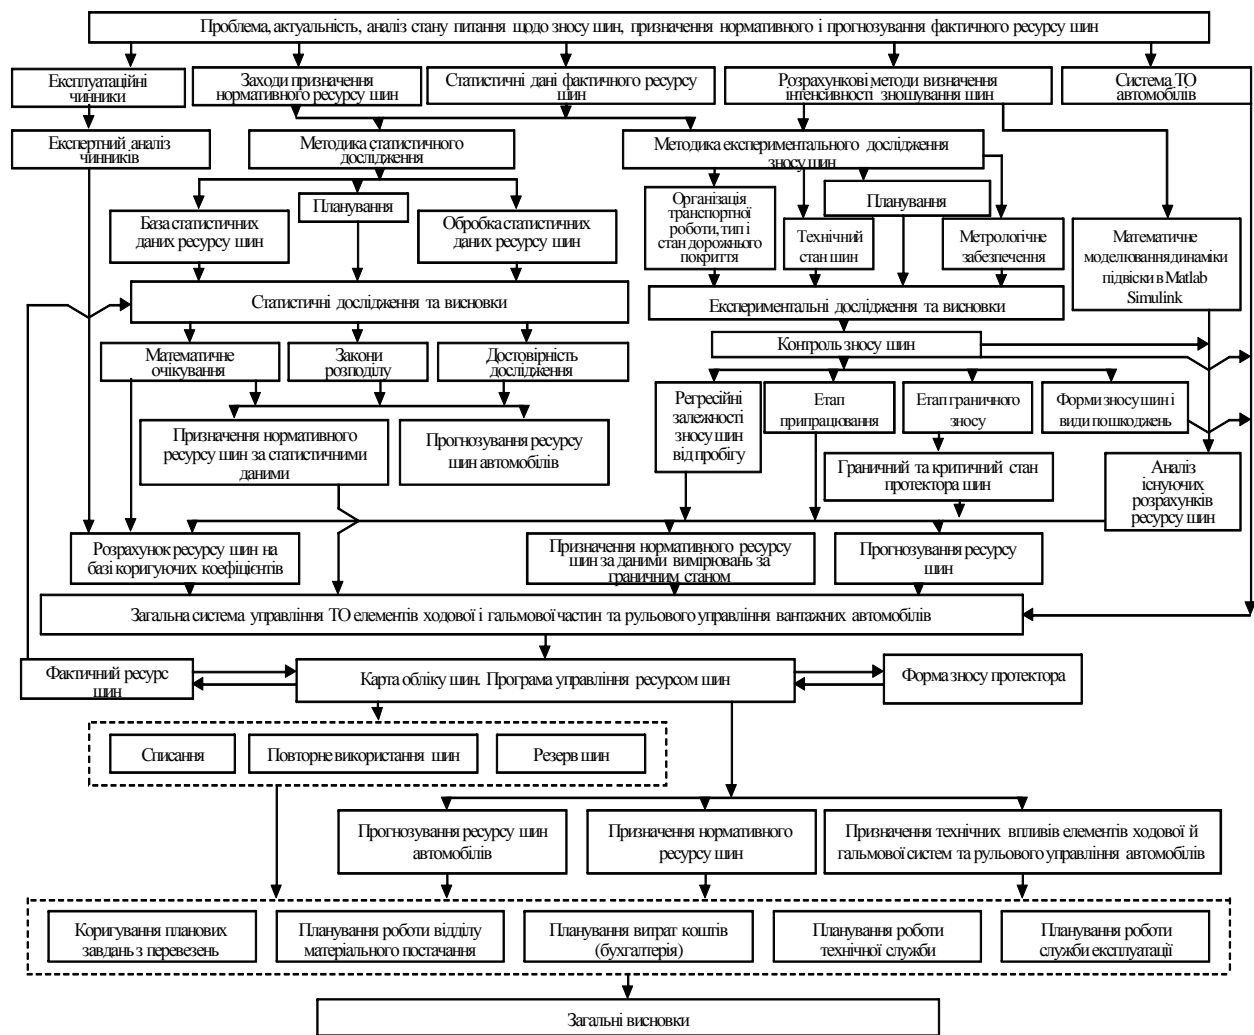 Проблема, актуальність, аналіз стану питання щодо зносу шин, призначення нормативного і прогнозування фактичного ресурсу шин
Експлуатаційні
чинники
Заходи призначення
нормативного ресурсу шин
Статистичні дані фактичного ресурсу
шин
Розрахункові методи визначення
інтенсивності зношування шин
Система ТО
автомобілів
Експертний аналіз
чинників
Методика статистичного
дослідження
Методика експериментального дослідження
зносу шин
База статистичних
даних ресурсу шин
Планування
Обробка статистичних
даних ресурсу шин
Організація
транспортної
роботи, тип і
стан дорожнього
покриття
Технічний
стан шин
Планування
Метрологічне
забезпечення
Математичне
моделювання динаміки
підвіски в Matlab
Simulink
Статистичні дослідження та висновки
Експериментальні дослідження та висновки
Контроль зносу шин
Математичне
очікування
Закони
розподілу
Достовірність
дослідження
Регресійні
залежності
зносу шин
від пробігу
Етап
припрацювання
Етап граничного
зносу
Форми зносу шин і
види пошкоджень
Призначення нормативного
ресурсу шин за статистичними
даними
Прогнозування ресурсу
шин автомобілів
Граничний та критичний стан
протектора шин
Аналіз
існуючих
розрахунків
ресурсу шин
Розрахунок ресурсу шин на
базі коригуючих коефіцієнтів
Призначення нормативного ресурсу
шин за даними вимірювань за
граничним станом
Прогнозування ресурсу
шин
Загальна система управління ТО елементів ходової і гальмової частин та рульового управління вантажних автомобілів
Фактичний ресурс
шин
Карта обліку шин. Програма управління ресурсом шин
Форма зносу протектора
Списання
Повторне використання шин
Резерв шин
Прогнозування ресурсу шин
автомобілів
Призначення нормативного
ресурсу шин
Призначення технічних впливів елементів ходової й
гальмової систем та рульового управління автомобілів
Коригування планових
завдань з перевезень
Планування роботи відділу
матеріального постачання
Планування витрат коштів
(бухгалтерія)
Планування роботи
технічної служби
Планування роботи
служби експлуатації
Загальні висновки